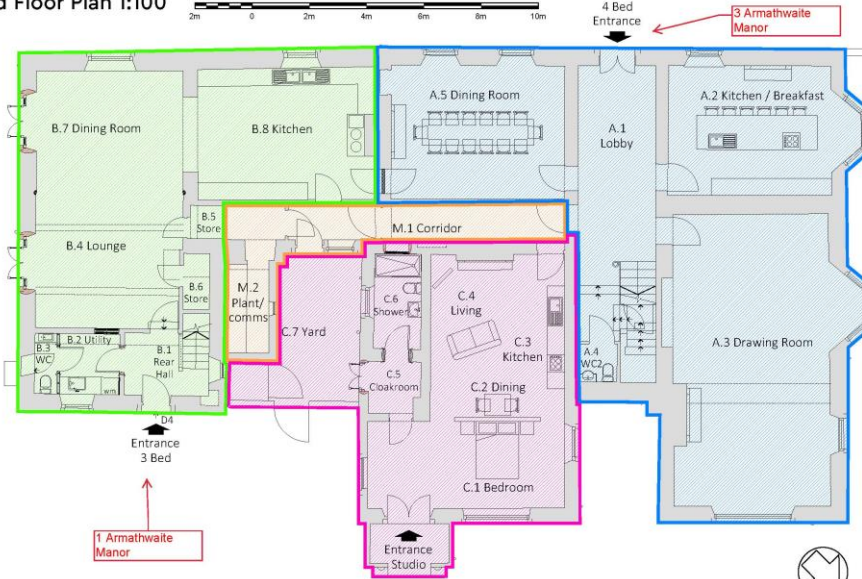 d Floor Plan 1:100
2m 0 2m 4m 6m 8m 10m
4 Bed
Entrance
3 Armathwaite
Manor
B.7 Dining Room
B.8 Kitchen
A.5 Dining Room
A.1
Lobby
A.2 Kitchen / Breakfast
B.5
Store
M.1 Corridor
B.4 Lounge
B.6
Store
M.2
Plant/
comms
C.7 Yard
C.6
Shower
C.4
Living
C.3
Kitchen
A.3 Drawing Room
B.3
WC
B.2 Utility
B.1
Rear
Hall
wm
C.5
Cloakroom
C.2 Dining
A.4
WC2
D4
Entrance
3 Bed
C.1 Bedroom
1 Armathwaite
Manor
Entrance
Studio